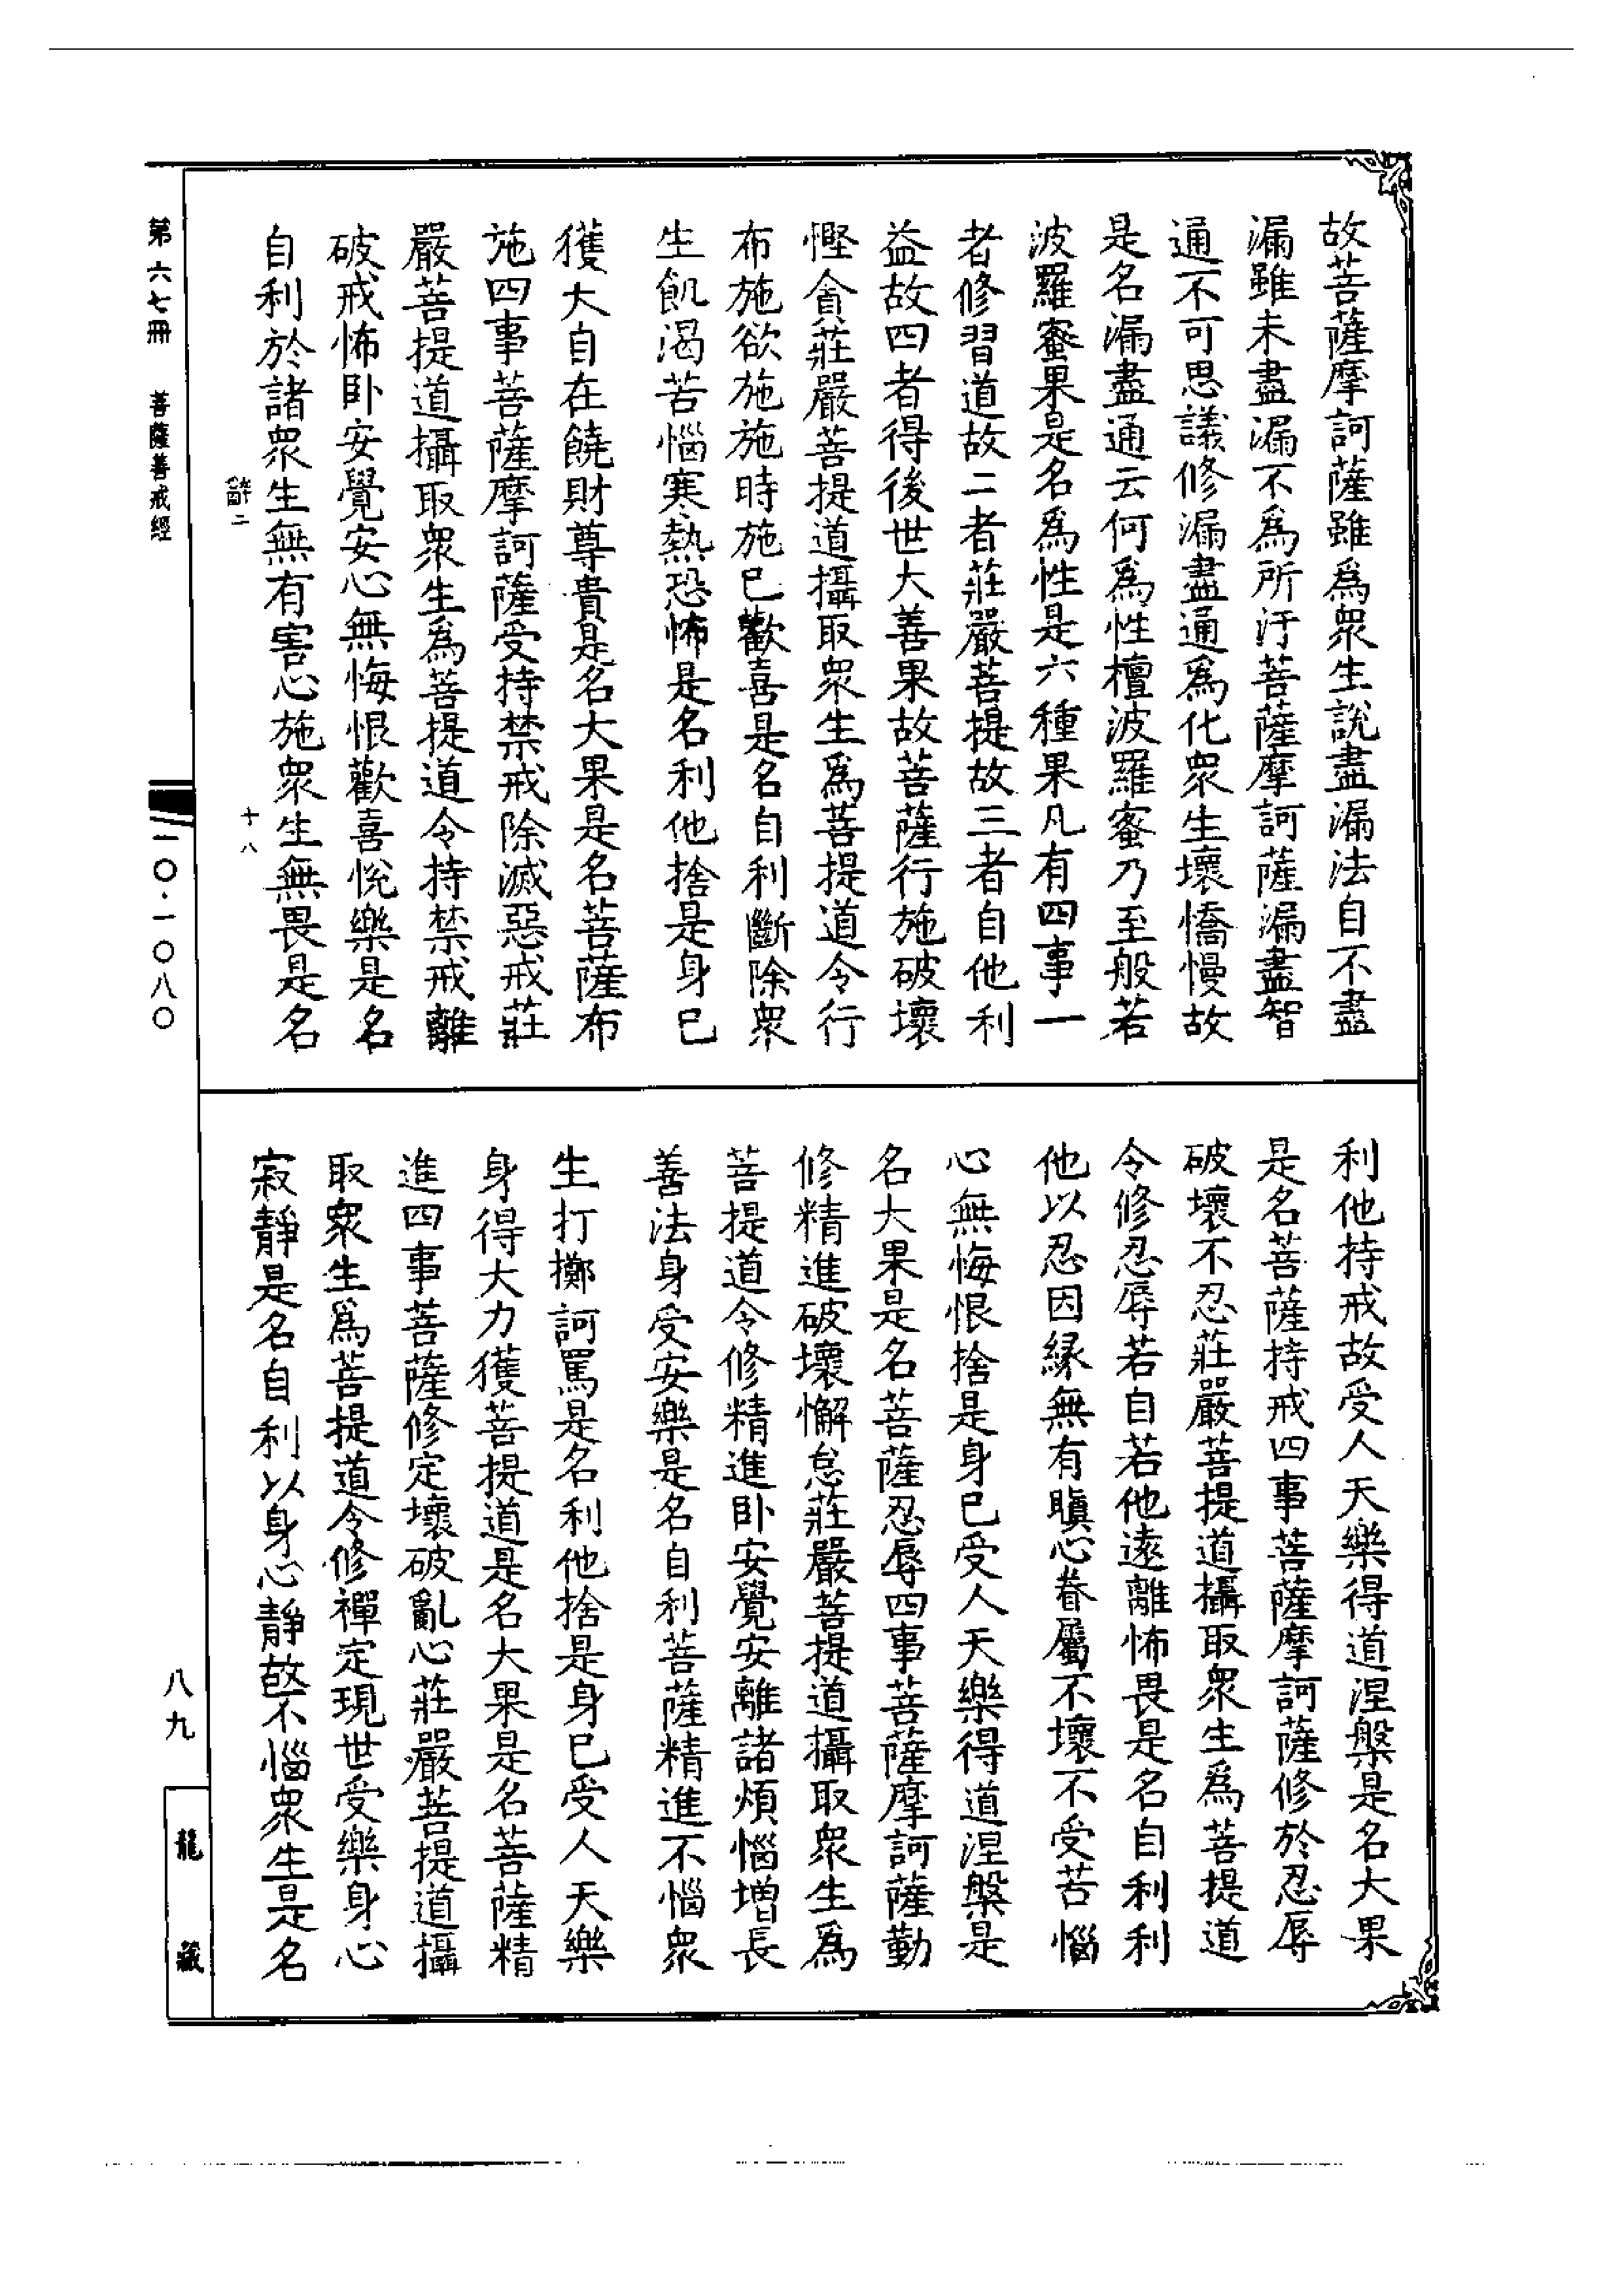 故菩薩摩訶薩雖爲衆生說盡漏法自不盡
漏雖未盡漏不爲所汙菩薩摩訶薩漏盡智
通不可思議修漏盡通爲化衆生壞憍慢故
是名漏盡通云何爲性檀波羅蜜乃至般若
波羅蜜果是名爲性是六種果凡有四事一
者修習道故二者莊嚴菩提故三者自他利
益故四者得後世大善果故菩薩行施破壞
慳貪莊嚴菩提道攝取衆生爲菩提道令行
布施欲施施時施已歡喜是名自利斷除衆
生飢渴苦惱寒熱恐怖是名利他捨是身已
獲大自在饒財尊貴是名大果是名菩薩布
施四事菩薩摩訶薩受持禁戒除滅惡戒莊
嚴菩提道攝取衆生爲菩提道令持禁戒離
破戒怖臥安覺安心無悔恨歡喜悅樂是名
自利於諸衆生無有害心施衆生無畏是名
利他持戒故受人天樂得道涅槃是名大果
是名菩薩持戒四事菩薩摩訶薩修於忍辱
破壞不忍莊嚴菩提道攝取衆生爲菩提道
令修忍辱若自若他遠離怖畏是名自利利
他以忍因緣無有瞋心眷屬不壞不受苦惱
心無悔恨捨是身已受人天樂得道涅槃是
名大果是名菩薩忍辱四事菩薩摩訶薩勤
修精進破壞懈怠莊嚴菩提道攝取衆生爲
菩提道令修精進臥安覺安離諸煩惱增長
善法身受安樂是名自利菩薩精進不惱衆
生打擲訶罵是名利他捨是身已受人天樂
身得大力獲菩提道是名大果是名菩薩精
進四事菩薩修定壞破亂心莊嚴菩提道攝
取衆生爲菩提道令修禪定現世受樂身心
寂靜是名自利以身心靜故不惱衆生是名
十八
第六七冊 菩薩善戒經
一〇·一〇八〇
八九
龍藏